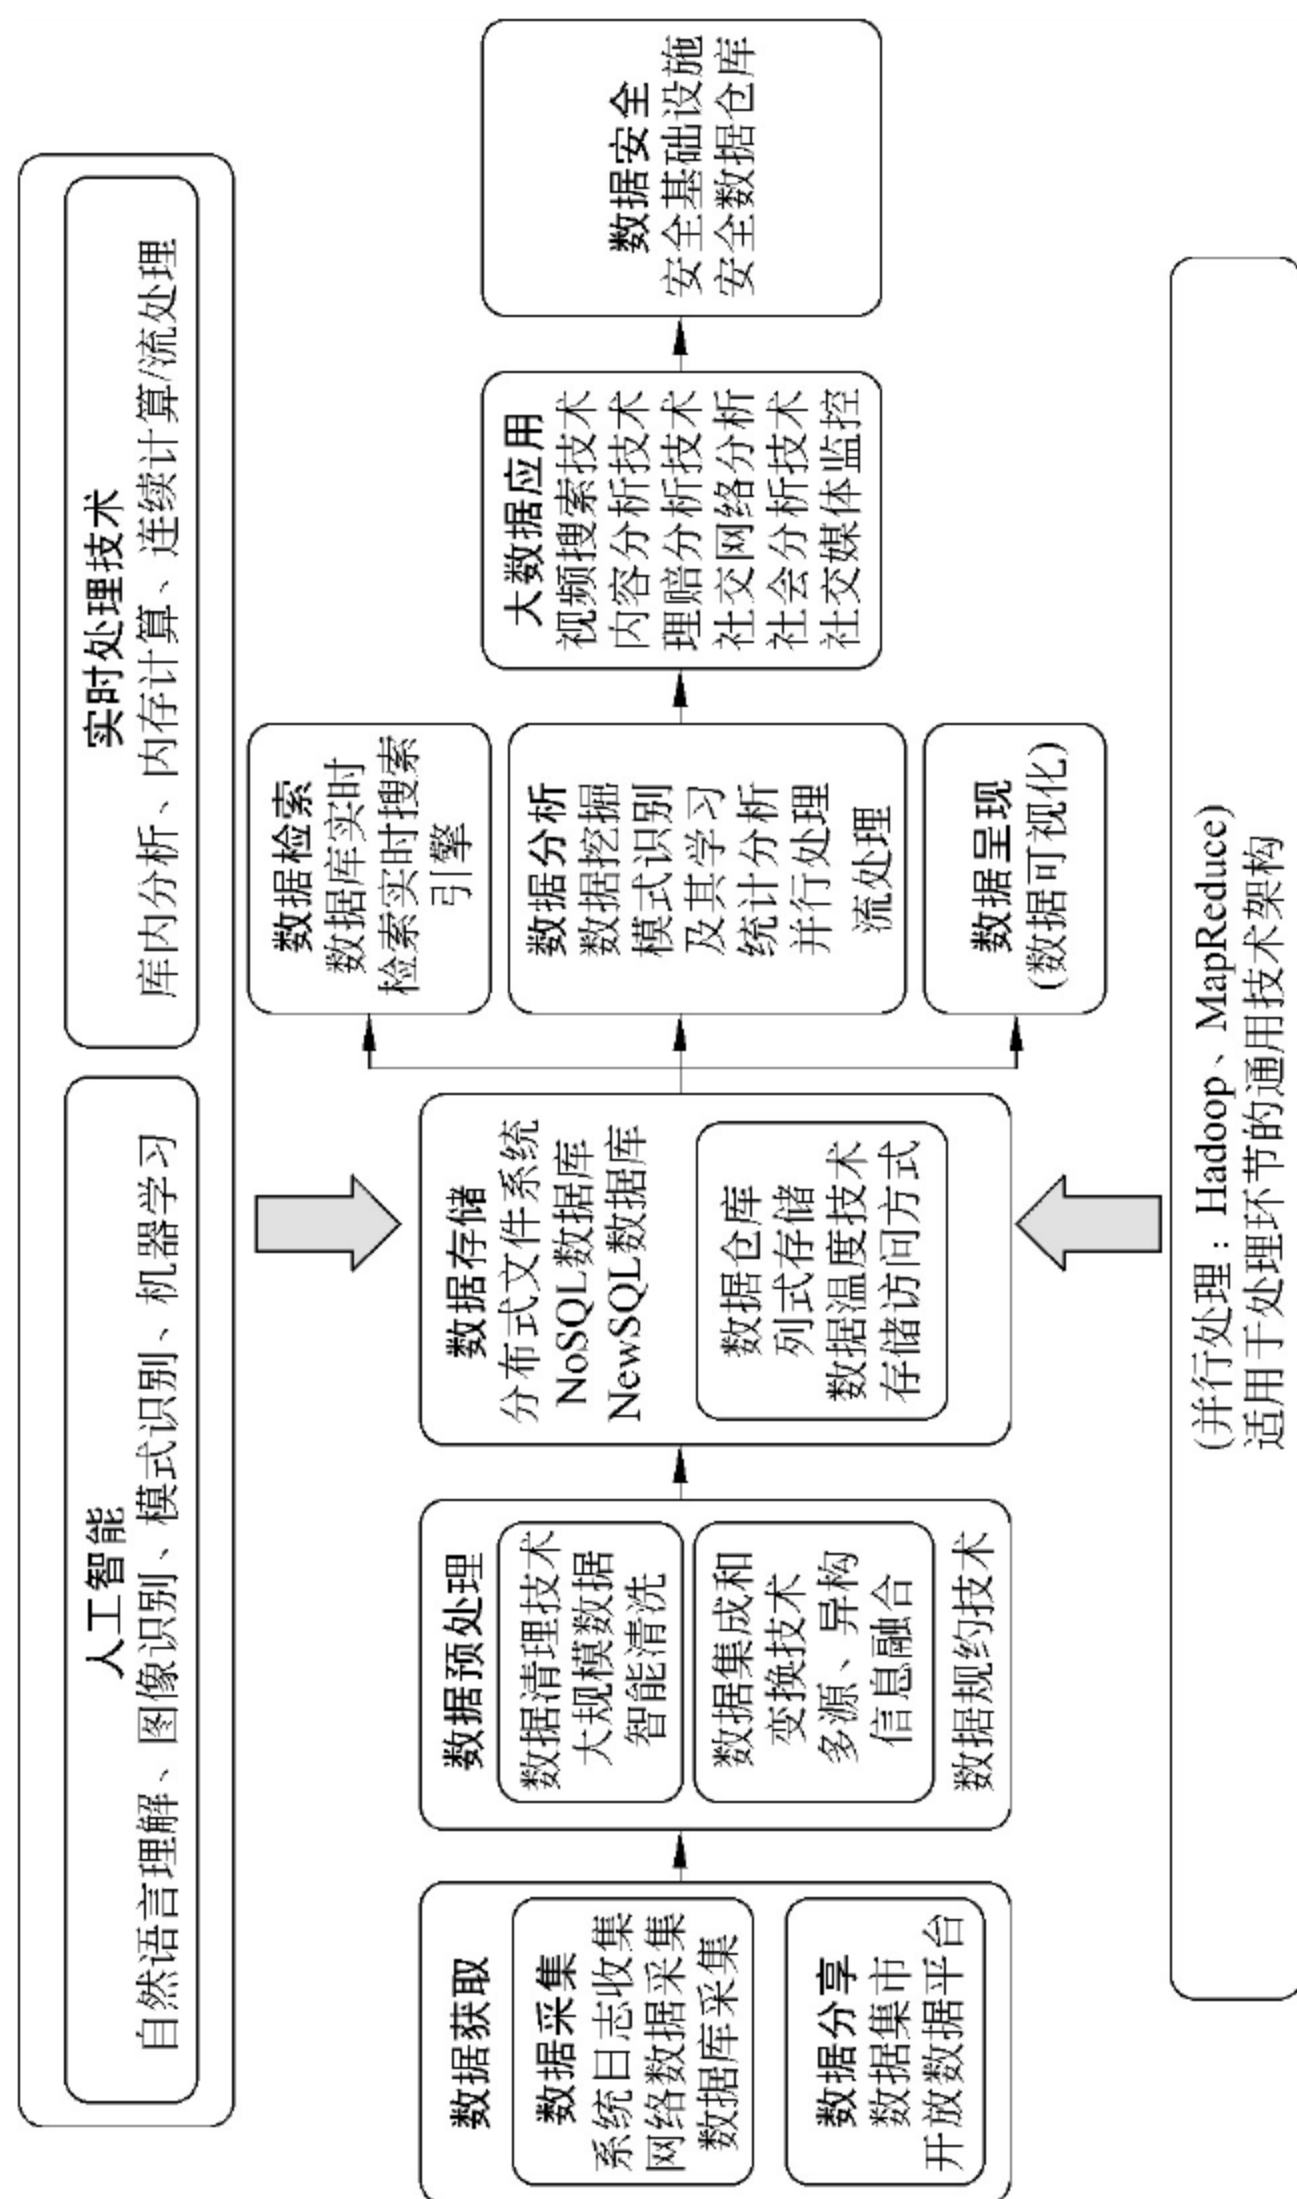 人工智能
自然语言理解、图像识别、模式识别、机器学习
实时处理技术
库内分析、内存计算、连续计算/流处理
数据获取
数据采集
系统日志收集
网络数据采集
数据库采集
数据分享
数据集市
开放数据平台
数据预处理
数据清理技术
大规模数据
智能清洗
数据集成和
变换技术
多源、异构
信息融合
数据规约技术
数据存储
分布式文件系统
NoSQL数据库
NewSQL数据库
数据仓库
列式存储
数据温度技术
存储访问方式
数据检索
数据库实时
检索实时搜索
引擎
数据分析
数据挖掘
模式识别
及其学习
统计分析
并行处理
流处理
数据呈现
(数据可视化)
大数据应用
视频搜索技术
内容分析技术
理赔分析技术
社交网络分析
社会分析技术
社交媒体监控
数据安全
安全基础设施
安全数据仓库
(并行处理：Hadoop、MapReduce)
适用于处理环节的通用技术架构